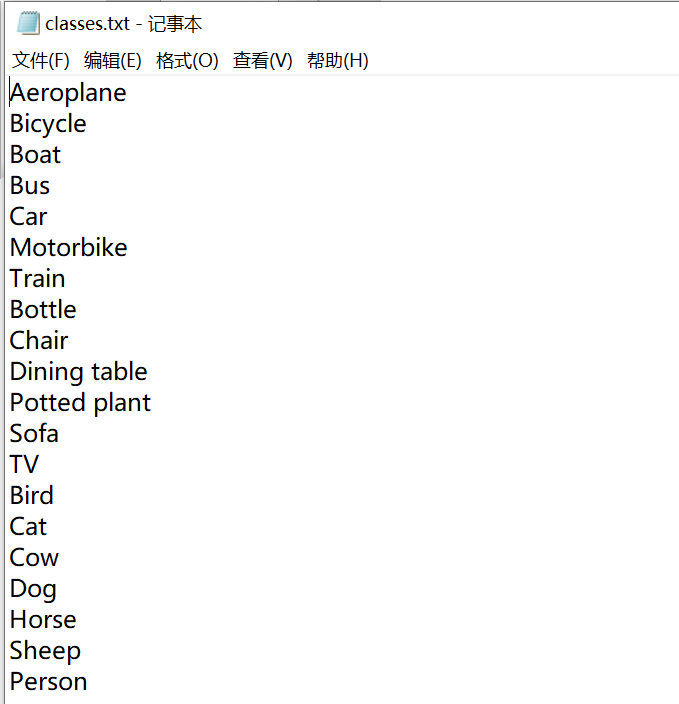 classes.txt - 记事本
文件(F) 编辑(E) 格式(O) 查看(V) 帮助(H)
Aeroplane
Bicycle
Boat
Bus
Car
Motorbike
Train
Bottle
Chair
Dining table
Potted plant
Sofa
TV
Bird
Cat
Cow
Dog
Horse
Sheep
Person